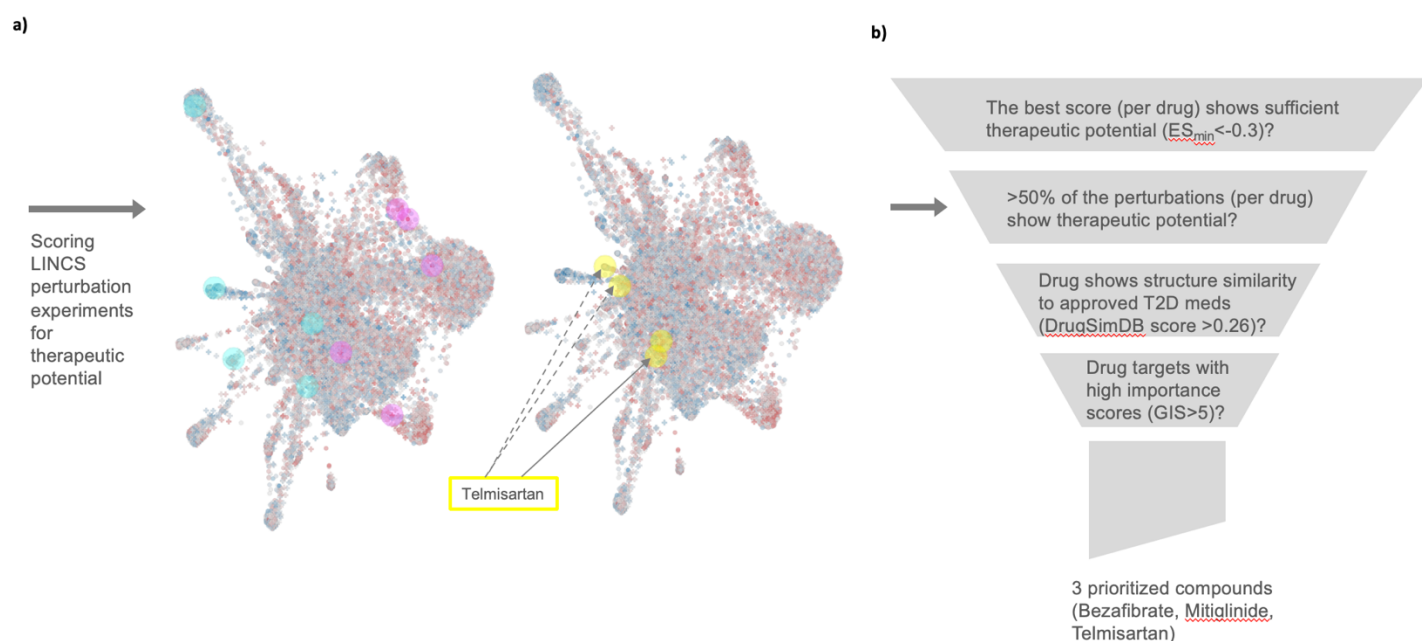 a)
Scoring
LINCS
perturbation
experiments
for
therapeutic
potential
Telmisartan
b)
The best score (per drug) shows sufficient
therapeutic potential (ESmin<-0.3)?
>50% of the perturbations (per drug)
show therapeutic potential?
Drug shows structure similarity
to approved T2D meds
(DrugSimDB score >0.26)?
Drug targets with
high importance
scores (GIS>5)?
3 prioritized compounds
(Bezafibrate, Mitiglinide,
Telmisartan)